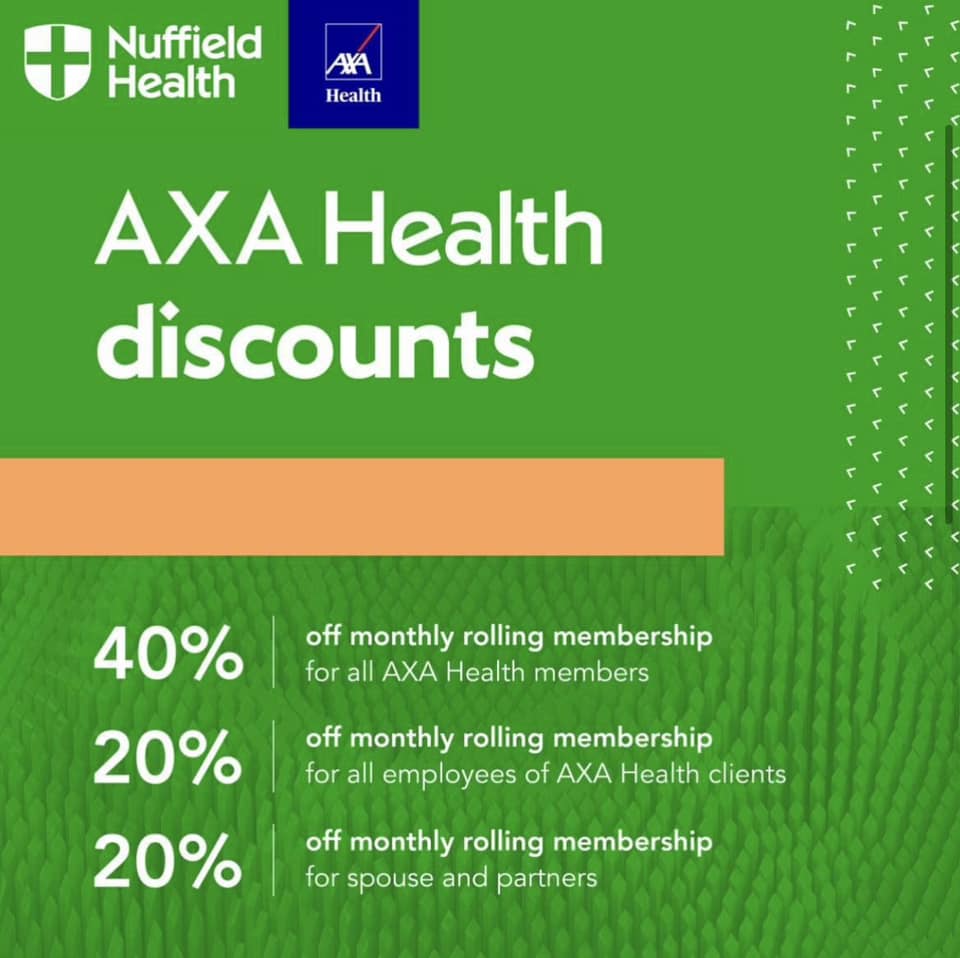 Nuffield
Health
AXA
Health
AXA Health
discounts
40%
off monthly rolling membership
for all AXA Health members
20%
off monthly rolling membership
for all employees of AXA Health clients
20%
off monthly rolling membership
for spouse and partners